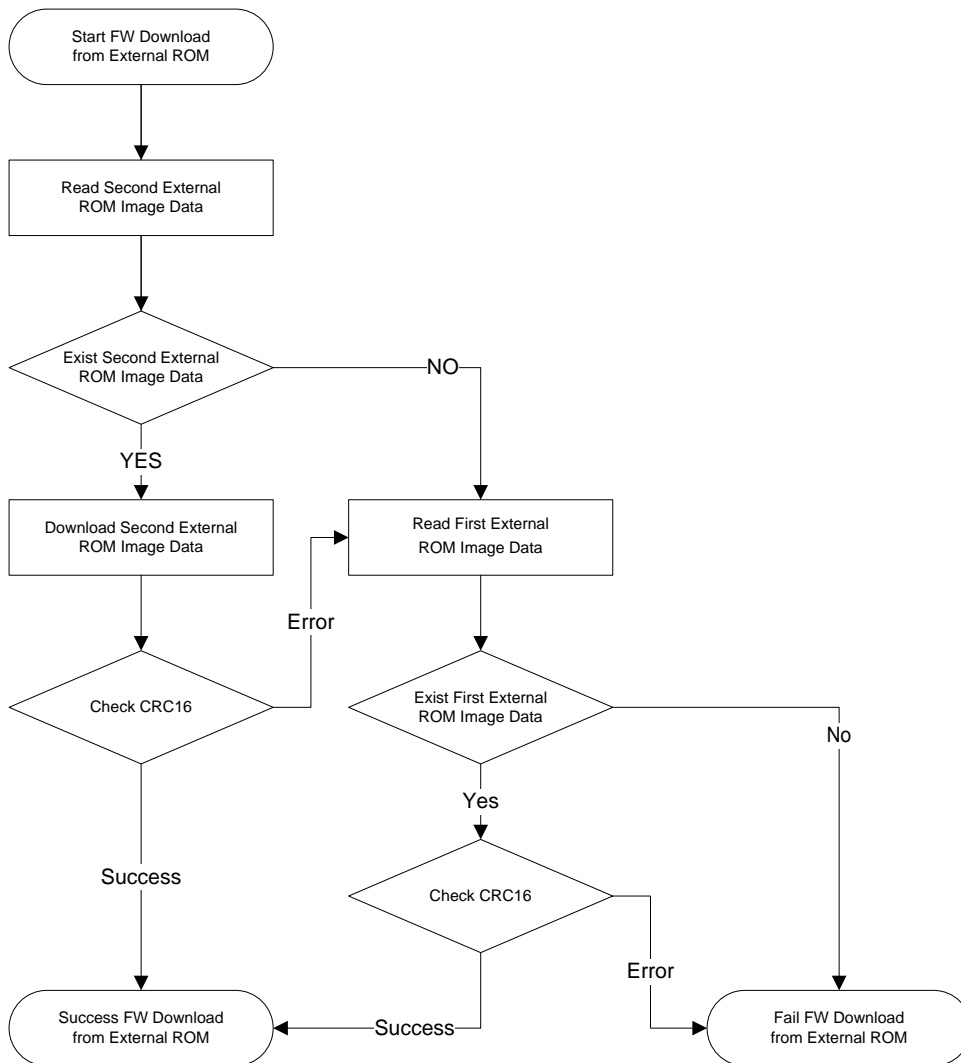 Start FW Download
from External ROM
Read Second External
ROM Image Data
Exist Second External
ROM Image Data
NO
YES
Download Second External
ROM Image Data
Read First External
ROM Image Data
Error
Check CRC16
Exist First External
ROM Image Data
No
Yes
Success
Check CRC16
Error
Success FW Download
from External ROM
Success
Fail FW Download
from External ROM